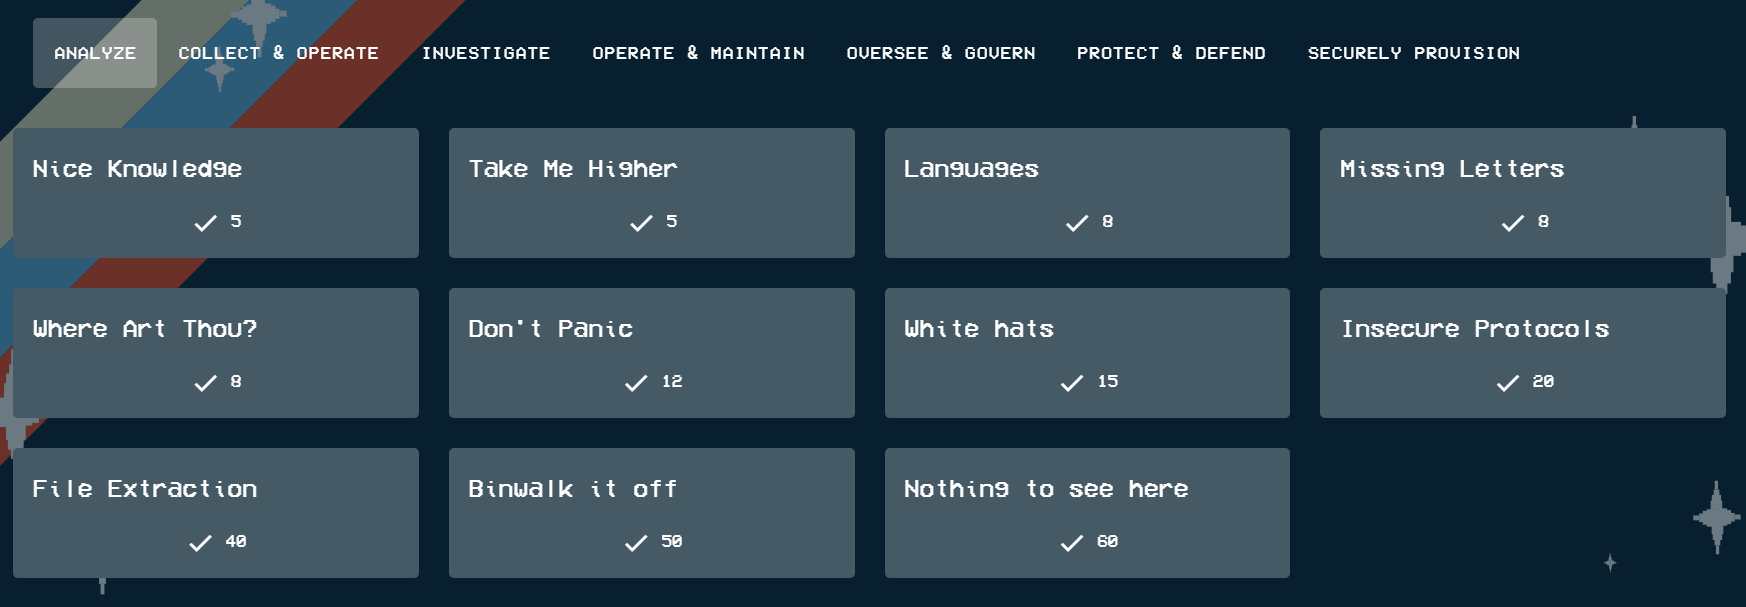 ANALYZE COLLECT & OPERATE INVESTIGATE OPERATE & MAINTAIN OVERSEE & GOVERN PROTECT & DEFEND SECURELY PROVISION
Nice Knowledge Take Me Higher Languages Missing Letters
5 5 8 8
Where Art Thou? Don't Panic White hats Insecure Protocols
8 12 15 20
File Extraction Binwalk it off Nothing to see here
40 50 60